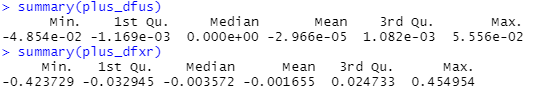 > summary(plus_dfus)
Min. 1st Qu. Median Mean 3rd Qu. Max.
-4.854e-02 -1.169e-03 0.000e+00 -2.966e-05 1.082e-03 5.556e-02
> summary(plus_dfxr)
Min. 1st Qu. Median Mean 3rd Qu. Max.
-0.423729 -0.032945 -0.003572 -0.001655 0.024733 0.454954